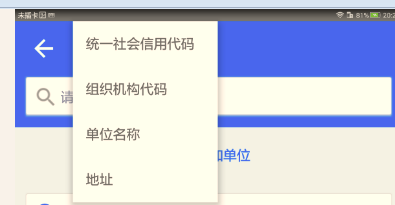 未插卡
81% 20:2
统一社会信用代码
组织机构代码
请
单位名称
加单位
地址